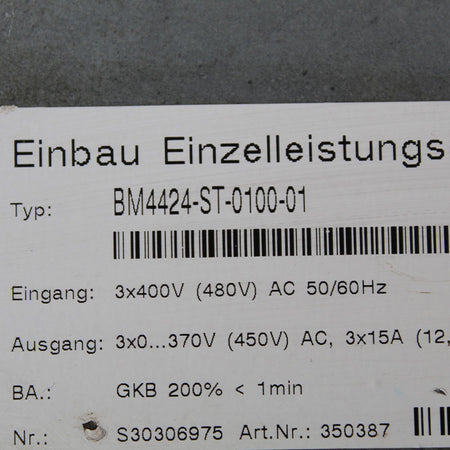 Einbau Einzelleistungs
Typ: BM4424-ST-0100-01
Eingang: 3x400V (480V) AC 50/60Hz
Ausgang: 3x0...370V (450V) AC, 3x15A (12,
BA.: GKB 200% < 1min
Nr.: S30306975 Art.Nr.: 350387